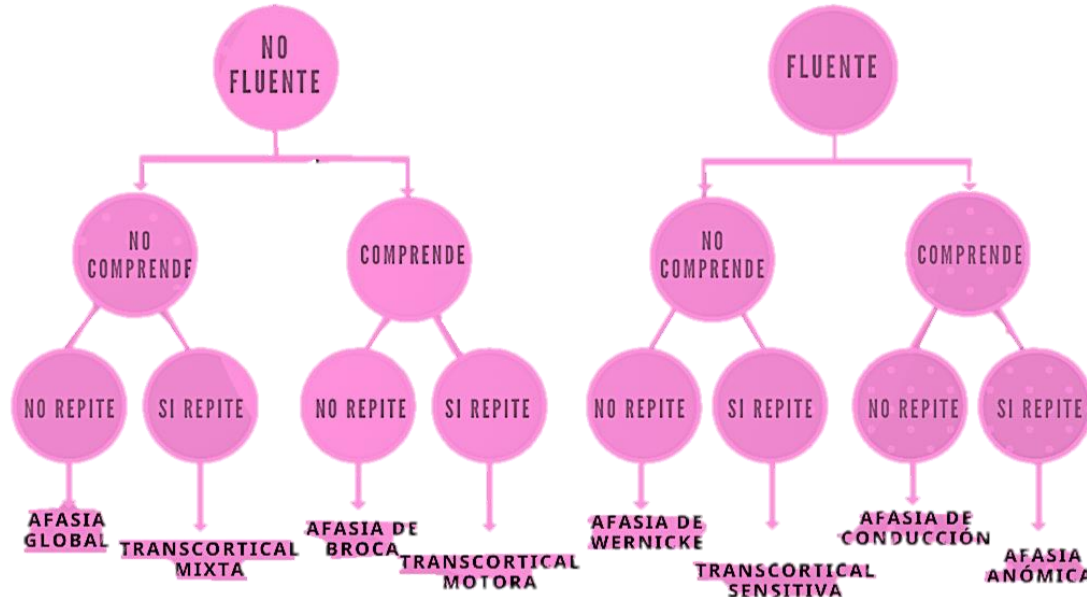 NO
FLUENTE
FLUENTE
NO
COMPRENDE
COMPRENDE
NO
COMPRENDE
COMPRENDE
NO REPITE
SI REPITE
NO REPITE
SI REPITE
NO REPITE
SI REPITE
NO REPITE
SI REPITE
AFASIA
GLOBAL
TRANSCORTICAL
MIXTA
AFASIA DE
BROCA
TRANSCORTICAL
MOTORA
AFASIA DE
WERNICKE
TRANSCORTICAL
SENSITIVA
AFASIA DE
CONDUCCIÓN
AFASIA
ANÓMICA